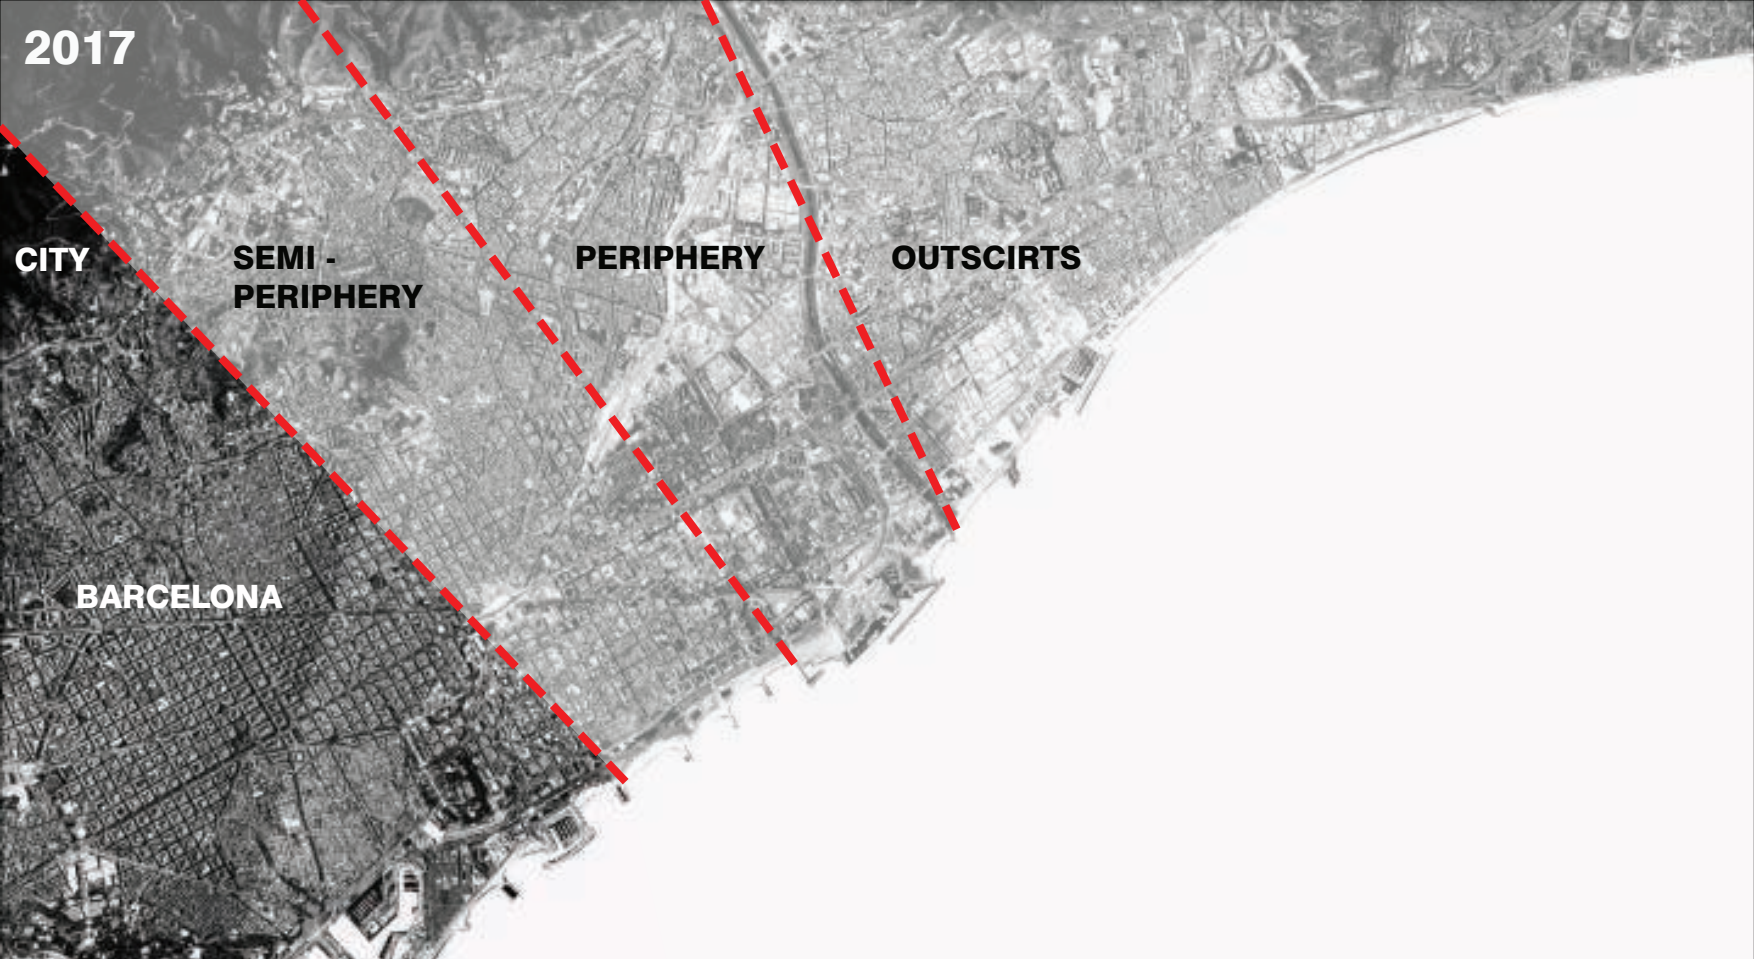 2017
CITY
SEMI -
PERIPHERY
PERIPHERY
OUTSCIRTS
BARCELONA